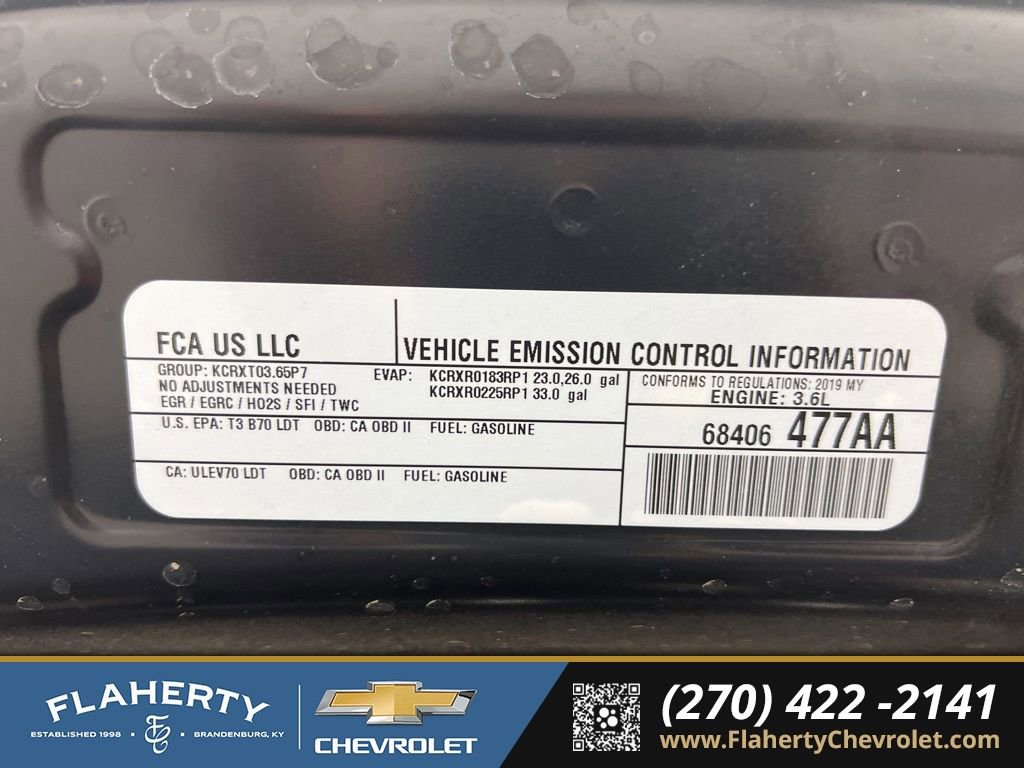 FCA US LLC
VEHICLE EMISSION CONTROL INFORMATION
GROUP: KCRXT03.65P7
NO ADJUSTMENTS NEEDED
EGR / EGRC / HO2S / SFI / TWC
EVAP: KCRXR0183RP1 23.0,26.0 gal
KCRXR0225RP1 33.0 gal
CONFORMS TO REGULATIONS: 2019 MY
ENGINE: 3.6L
U.S. EPA: T3 B70 LDT OBD: CA OBD II FUEL: GASOLINE
68406 477AA
CA: ULEV70 LDT OBD: CA OBD II FUEL: GASOLINE
FLAHERTY
ESTABLISHED 1998 • BRANDENBURG, KY
CHEVROLET
(270) 422 -2141
www.FlahertyChevrolet.com